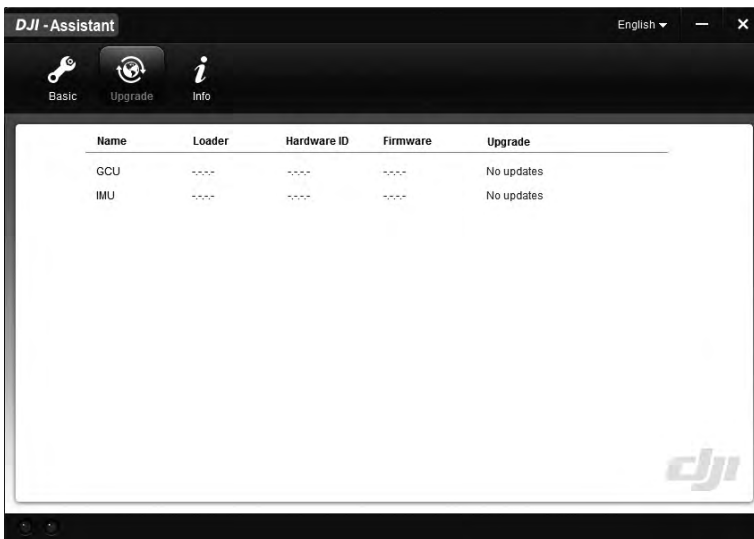 DJI - Assistant English
Basic Upgrade Info
Name Loader Hardware ID Firmware Upgrade
GCU -.-.-.- -.-.-.- -.-.-.- No updates
IMU -.-.-.- -.-.-.- -.-.-.- No updates
dji